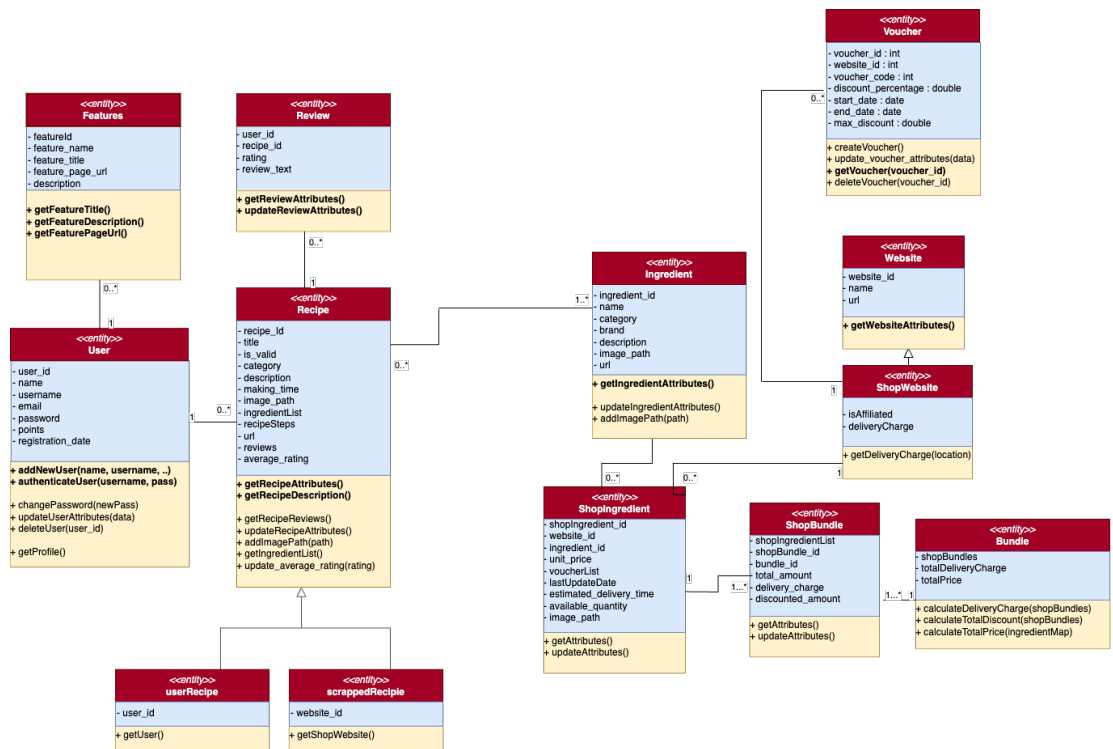 <<entity>>
Voucher
- voucher_id : int
- website_id : int
- voucher_code : int
- discount_percentage : double
- start_date : date
- end_date : date
- max_discount : double
+ createVoucher()
+ update_voucher_attributes(data)
+ getVoucher(voucher_id)
+ deleteVoucher(voucher_id)
0..*
<<entity>>
Features
- featureId
- feature_name
- feature_title
- feature_page_url
- description
+ getFeatureTitle()
+ getFeatureDescription()
+ getFeaturePageUrl()
0..*
1
<<entity>>
Review
- user_id
- recipe_id
- rating
- review_text
+ getReviewAttributes()
+ updateReviewAttributes()
0..*
1
<<entity>>
Website
- website_id
- name
- url
+ getWebsiteAttributes()
<<entity>>
Ingredient
- ingredient_id
- name
- category
- brand
- description
- image_path
- url
+ getIngredientAttributes()
+ updateIngredientAttributes()
+ addImagePath(path)
1..*
0..*
<<entity>>
Recipe
- recipe_Id
- title
- is_valid
- category
- description
- making_time
- image_path
- ingredientList
- recipeSteps
- url
- reviews
- average_rating
+ getRecipeAttributes()
+ getRecipeDescription()
+ getRecipeReviews()
+ updateRecipeAttributes()
+ addImagePath(path)
+ getIngredientList()
+ update_average_rating(rating)
<<entity>>
User
- user_id
- name
- username
- email
- password
- points
- registration_date
+ addNewUser(name, username, ..)
+ authenticateUser(username, pass)
+ changePassword(newPass)
+ updateUserAttributes(data)
+ deleteUser(user_id)
+ getProfile()
1
0..*
<<entity>>
ShopWebsite
- isAffiliated
- deliveryCharge
+ getDeliveryCharge(location)
1
1
0..*
0..*
<<entity>>
ShopIngredient
- shopIngredient_id
- website_id
- ingredient_id
- unit_price
- voucherList
- lastUpdateDate
- estimated_delivery_time
- available_quantity
- image_path
+ getAttributes()
+ updateAttributes()
1
1...*
<<entity>>
ShopBundle
- shopIngredientList
- shopBundle_id
- bundle_id
- total_amount
- delivery_charge
- discounted_amount
+ getAttributes()
+ updateAttributes()
1...*
1
<<entity>>
Bundle
- shopBundles
- totalDeliveryCharge
- totalPrice
+ calculateDeliveryCharge(shopBundles)
+ calculateTotalDiscount(shopBundles)
+ calculateTotalPrice(ingredientMap)
<<entity>>
userRecipe
- user_id
+ getUser()
<<entity>>
scrappedRecipie
- website_id
+ getShopWebsite()